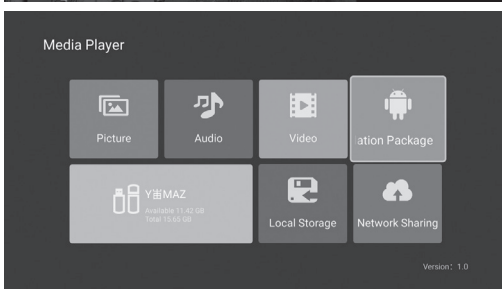 Media Player
Picture
Audio
Video
ation Package
Y亩MAZ
Available 11.42 GB
Total 15.65 GB
Local Storage
Network Sharing
Version: 1.0